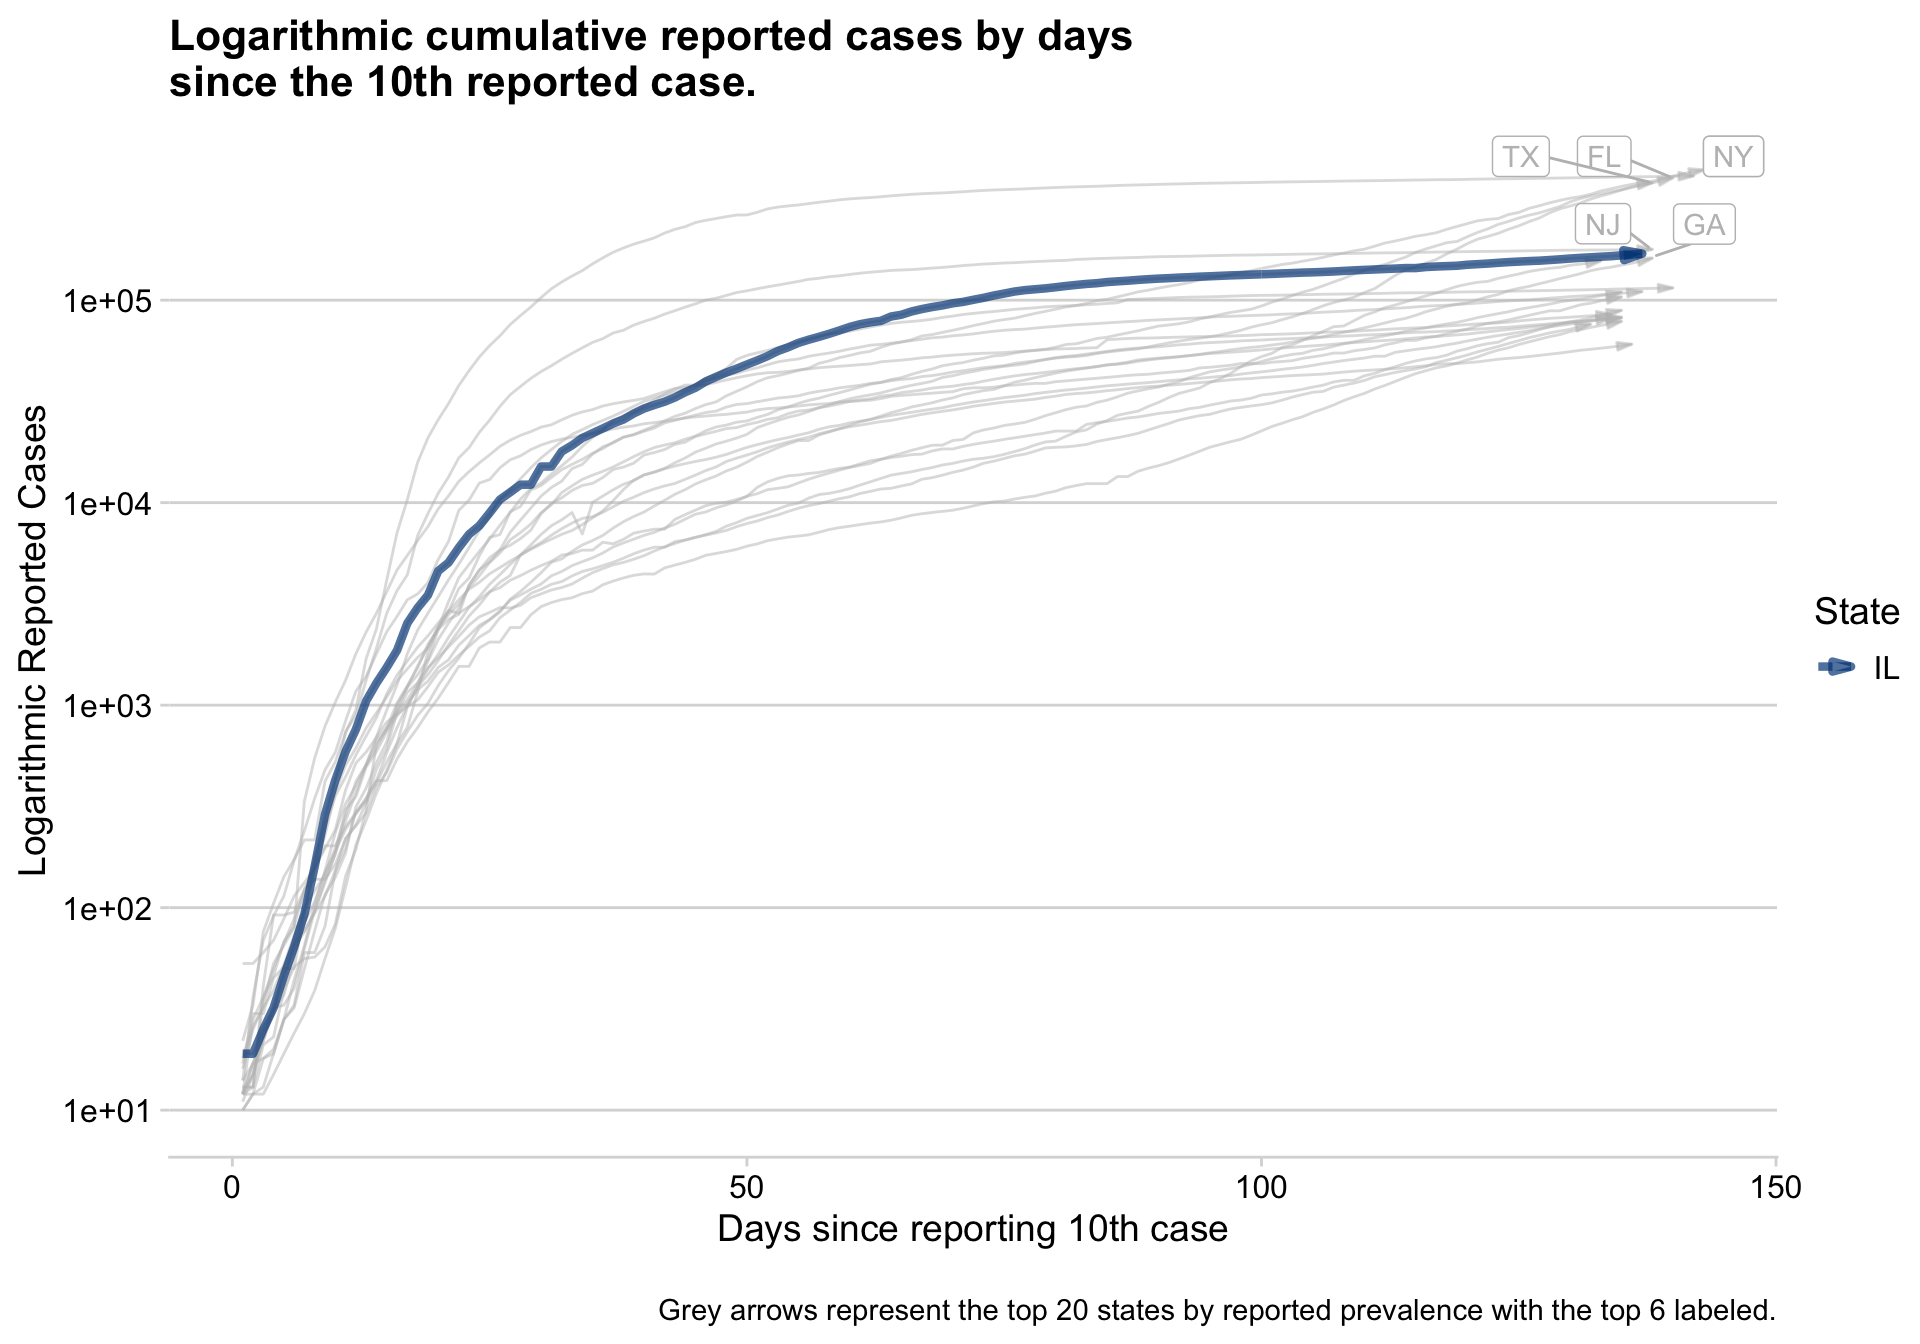 Logarithmic cumulative reported cases by days
since the 10th reported case.
TX
FL
NY
NJ
GA
1e+05
1e+04
1e+03
1e+02
1e+01
Logarithmic Reported Cases
State
IL
0
50
100
150
Days since reporting 10th case
Grey arrows represent the top 20 states by reported prevalence with the top 6 labeled.